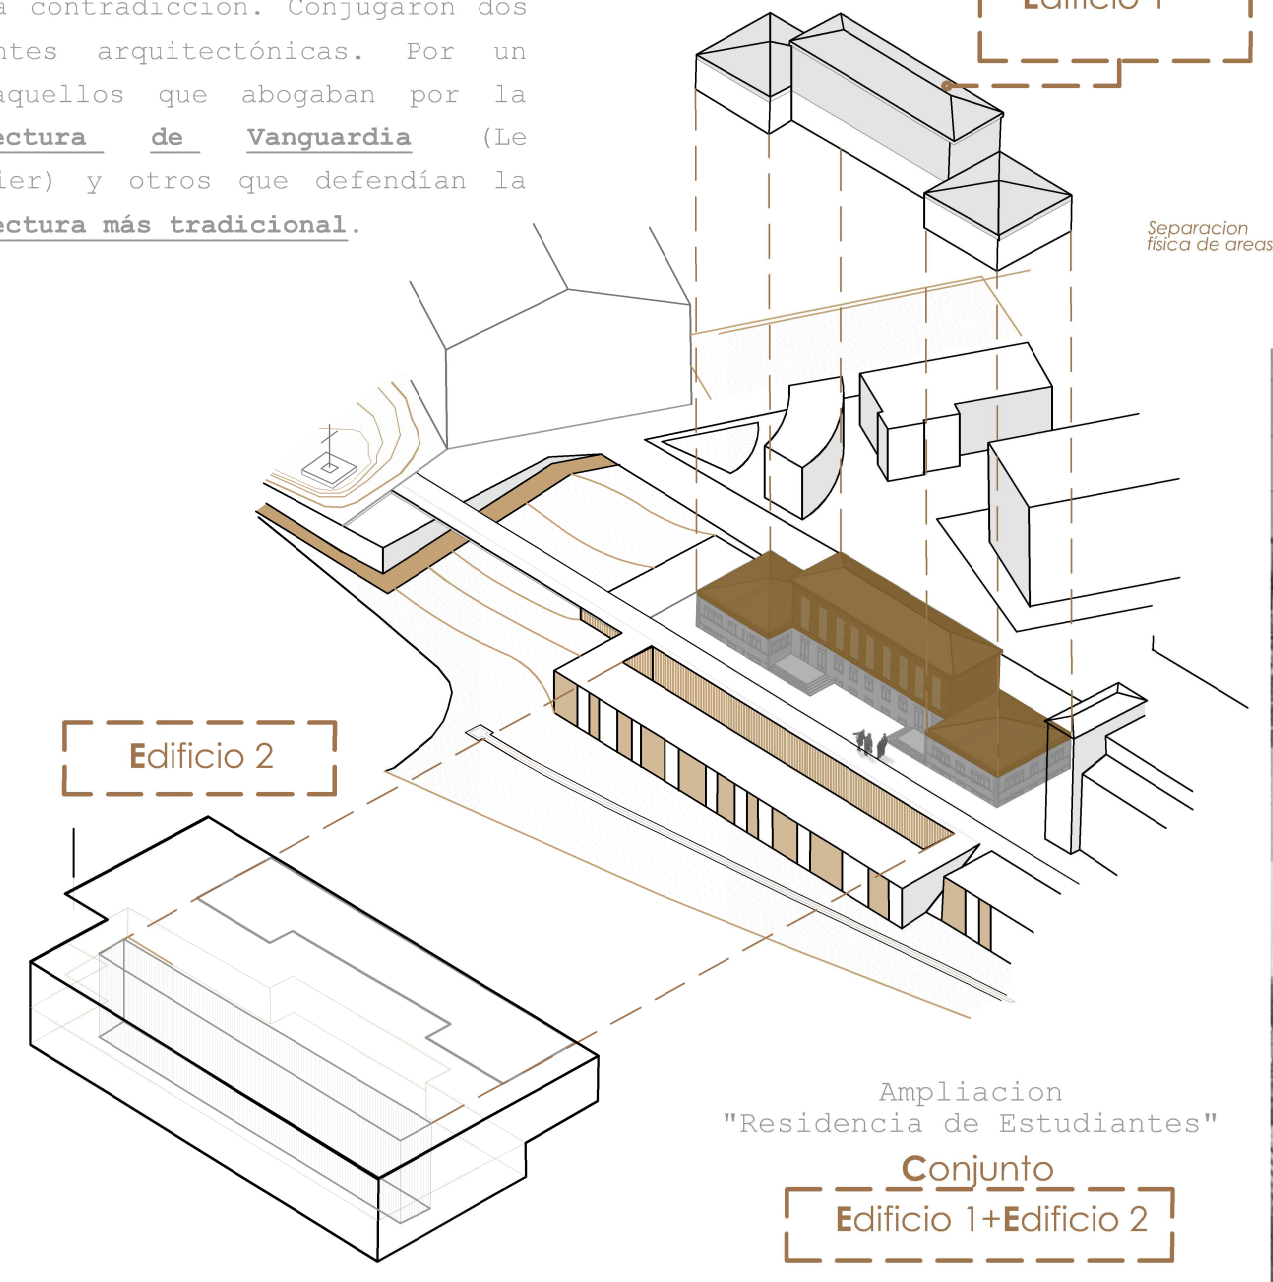 a contradicción. Conjugaron dos
ntes arquitectónicas. Por un
aquellos que abogaban por la
ectura de Vanguardia (Le
ier) y otros que defendían la
ectura más tradicional.
Edificio 1
Separacion
física de areas
Edificio 2
Ampliacion
"Residencia de Estudiantes"
Conjunto
Edificio 1+Edificio 2